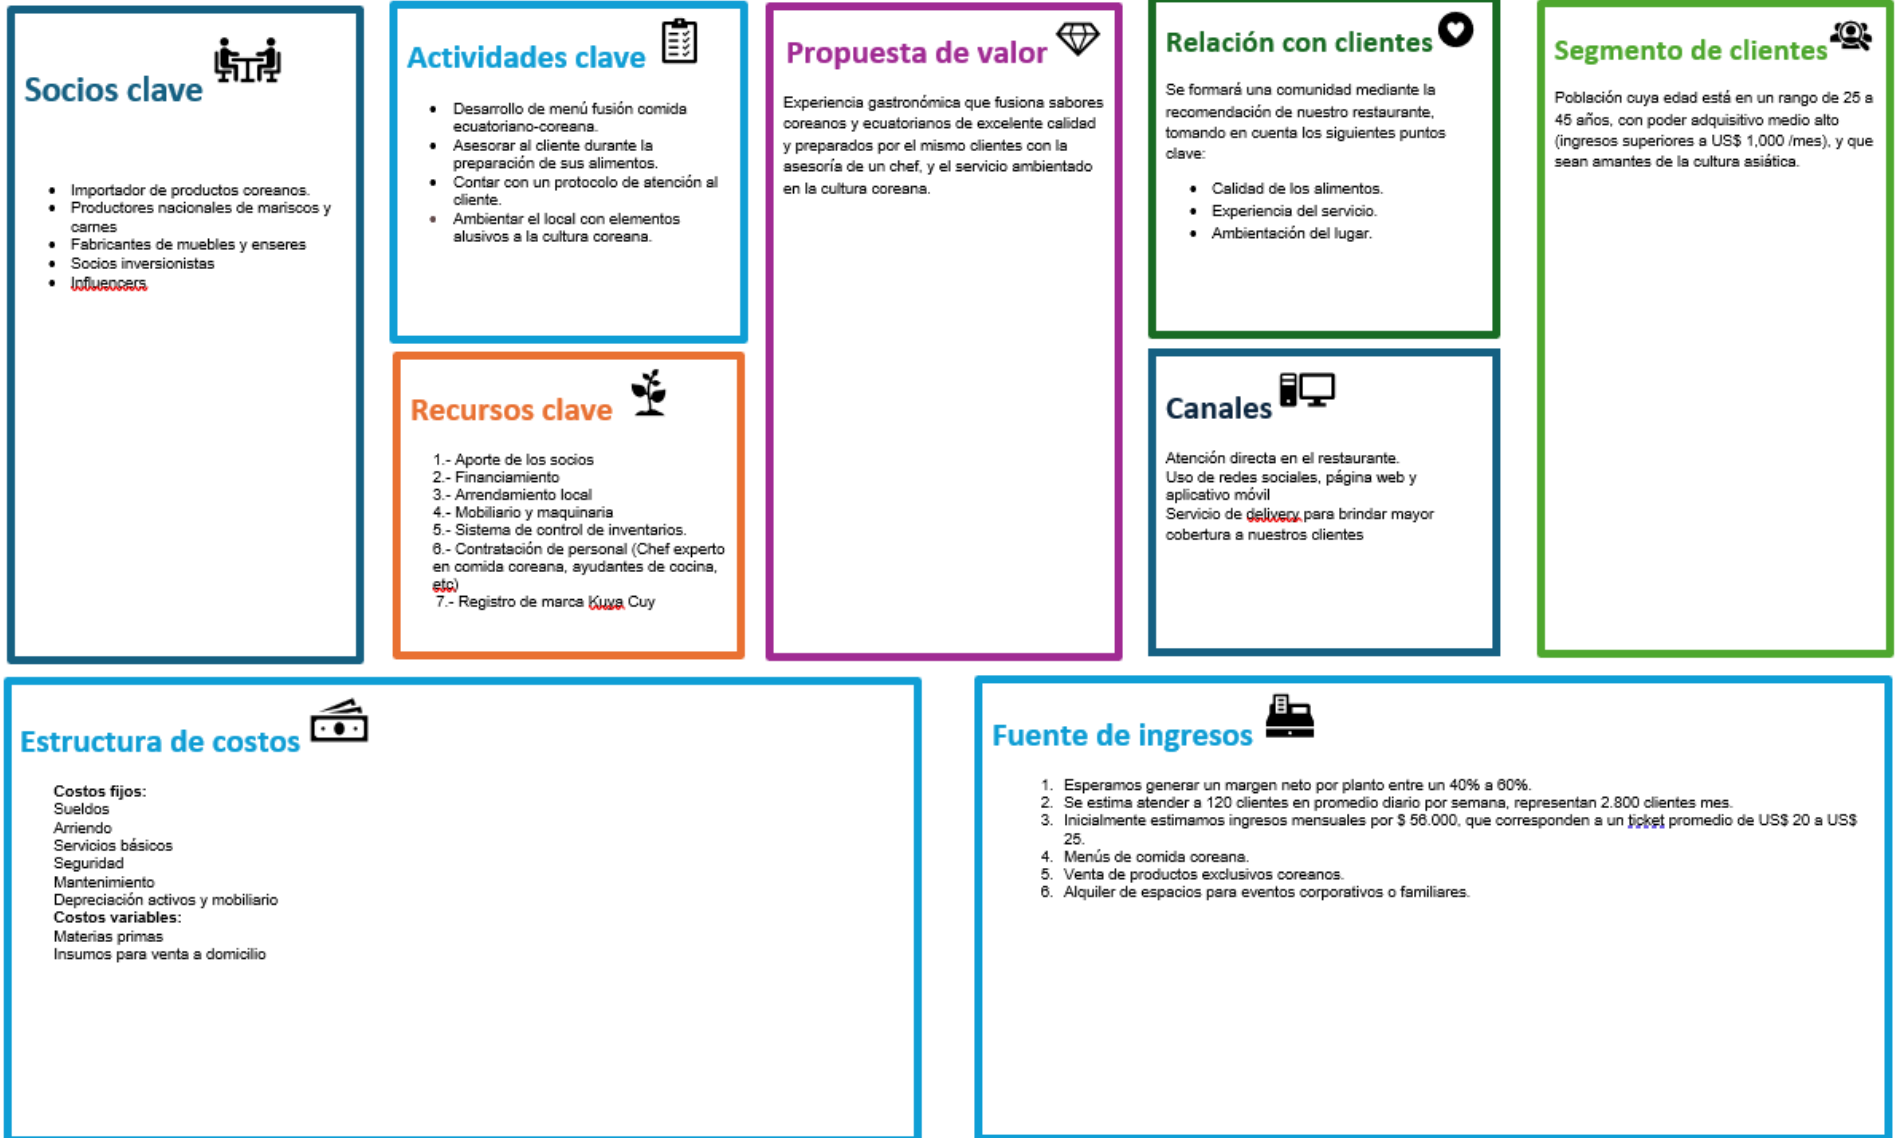 Socios clave
Importador de productos coreanos.
Productores nacionales de mariscos y
carnes
Fabricantes de muebles y enseres
Socios inversionistas
Influencers
Actividades clave
Desarrollo de menú fusión comida
ecuatoriano-coreana.
Asesorar al cliente durante la
preparación de sus alimentos.
Contar con un protocolo de atención al
cliente.
Ambientar el local con elementos
alusivos a la cultura coreana.
Recursos clave
1.- Aporte de los socios
2.- Financiamiento
3.- Arrendamiento local
4.- Mobiliario y maquinaria
5.- Sistema de control de inventarios.
6.- Contratación de personal (Chef experto
en comida coreana, ayudantes de cocina,
etc)
7.- Registro de marca Kuya Cuy
Propuesta de valor
Experiencia gastronómica que fusiona sabores
coreanos y ecuatorianos de excelente calidad
y preparados por el mismo clientes con la
asesoría de un chef, y el servicio ambientado
en la cultura coreana.
Relación con clientes
Se formará una comunidad mediante la
recomendación de nuestro restaurante,
tomando en cuenta los siguientes puntos
clave:
Calidad de los alimentos.
Experiencia del servicio.
Ambientación del lugar.
Canales
Atención directa en el restaurante.
Uso de redes sociales, página web y
aplicativo móvil
Servicio de delivery para brindar mayor
cobertura a nuestros clientes
Segmento de clientes
Población cuya edad está en un rango de 25 a
45 años, con poder adquisitivo medio alto
(ingresos superiores a US$ 1,000 /mes), y que
sean amantes de la cultura asiática.
Estructura de costos
Costos fijos:
Sueldos
Arriendo
Servicios básicos
Seguridad
Mantenimiento
Depreciación activos y mobiliario
Costos variables:
Materias primas
Insumos para venta a domicilio
Fuente de ingresos
1. Esperamos generar un margen neto por planto entre un 40% a 60%.
2. Se estima atender a 120 clientes en promedio diario por semana, representan 2.800 clientes mes.
3. Inicialmente estimamos ingresos mensuales por $ 56.000, que corresponden a un ticket promedio de US$ 20 a US$
25.
4. Menús de comida coreana.
5. Venta de productos exclusivos coreanos.
6. Alquiler de espacios para eventos corporativos o familiares.